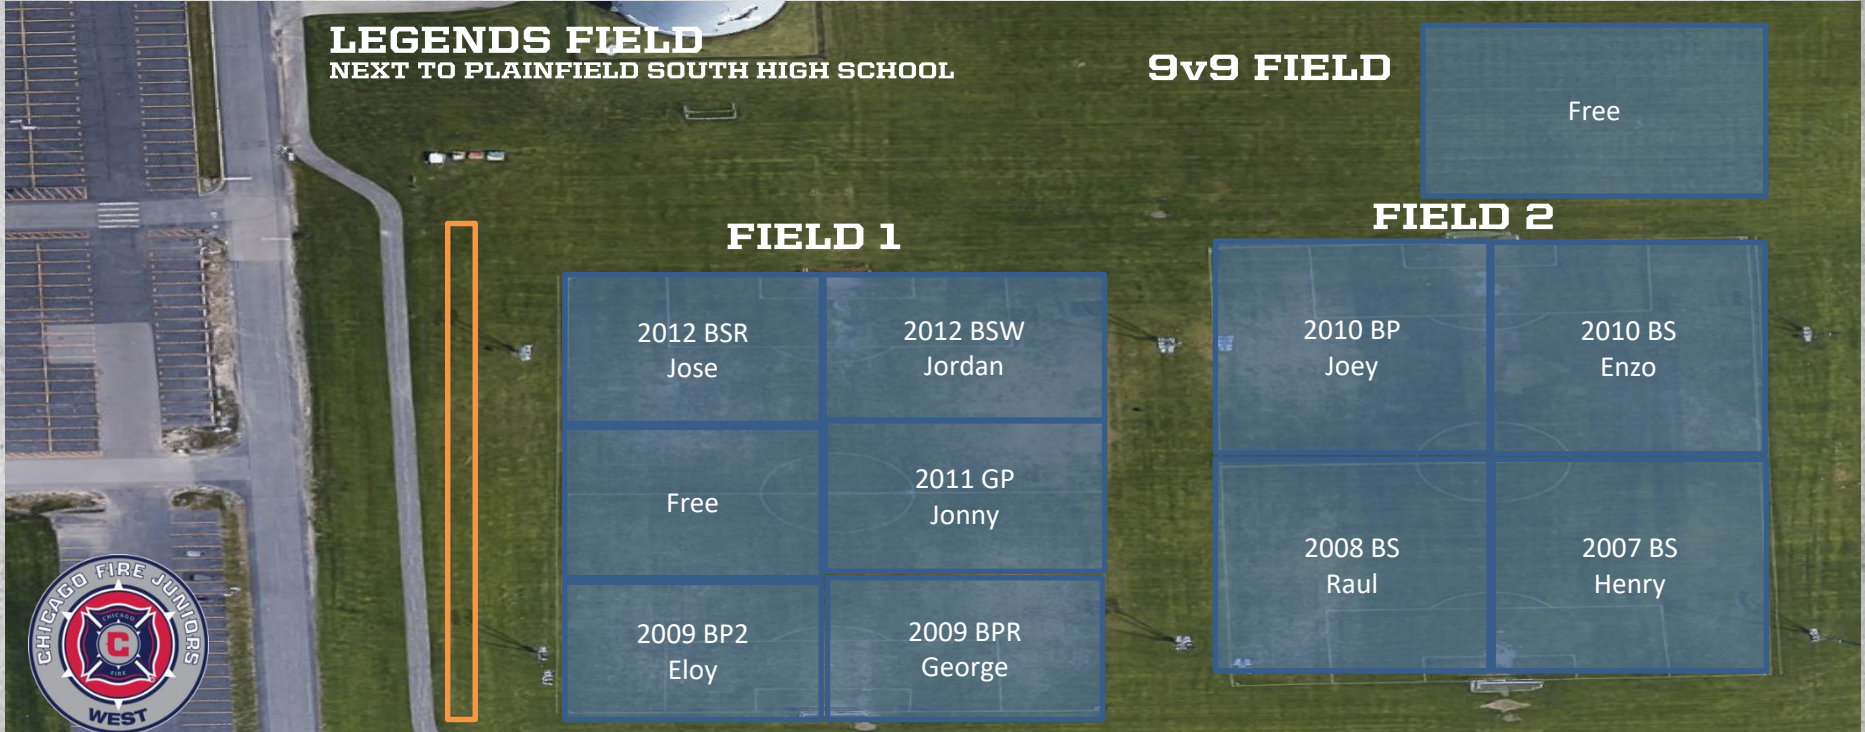 LEGENDS FIELD
NEXT TO PLAINFIELD SOUTH HIGH SCHOOL
9v9 FIELD
Free
FIELD 1
FIELD 2
2012 BSR
Jose
2012 BSW
Jordan
Free
2011 GP
Jonny
2009 BP2
Eloy
2009 BPR
George
2010 BP
Joey
2010 BS
Enzo
2008 BS
Raul
2007 BS
Henry
CHICAGO FIRE JUNIORS
WEST
CHICAGO
C
FIRE